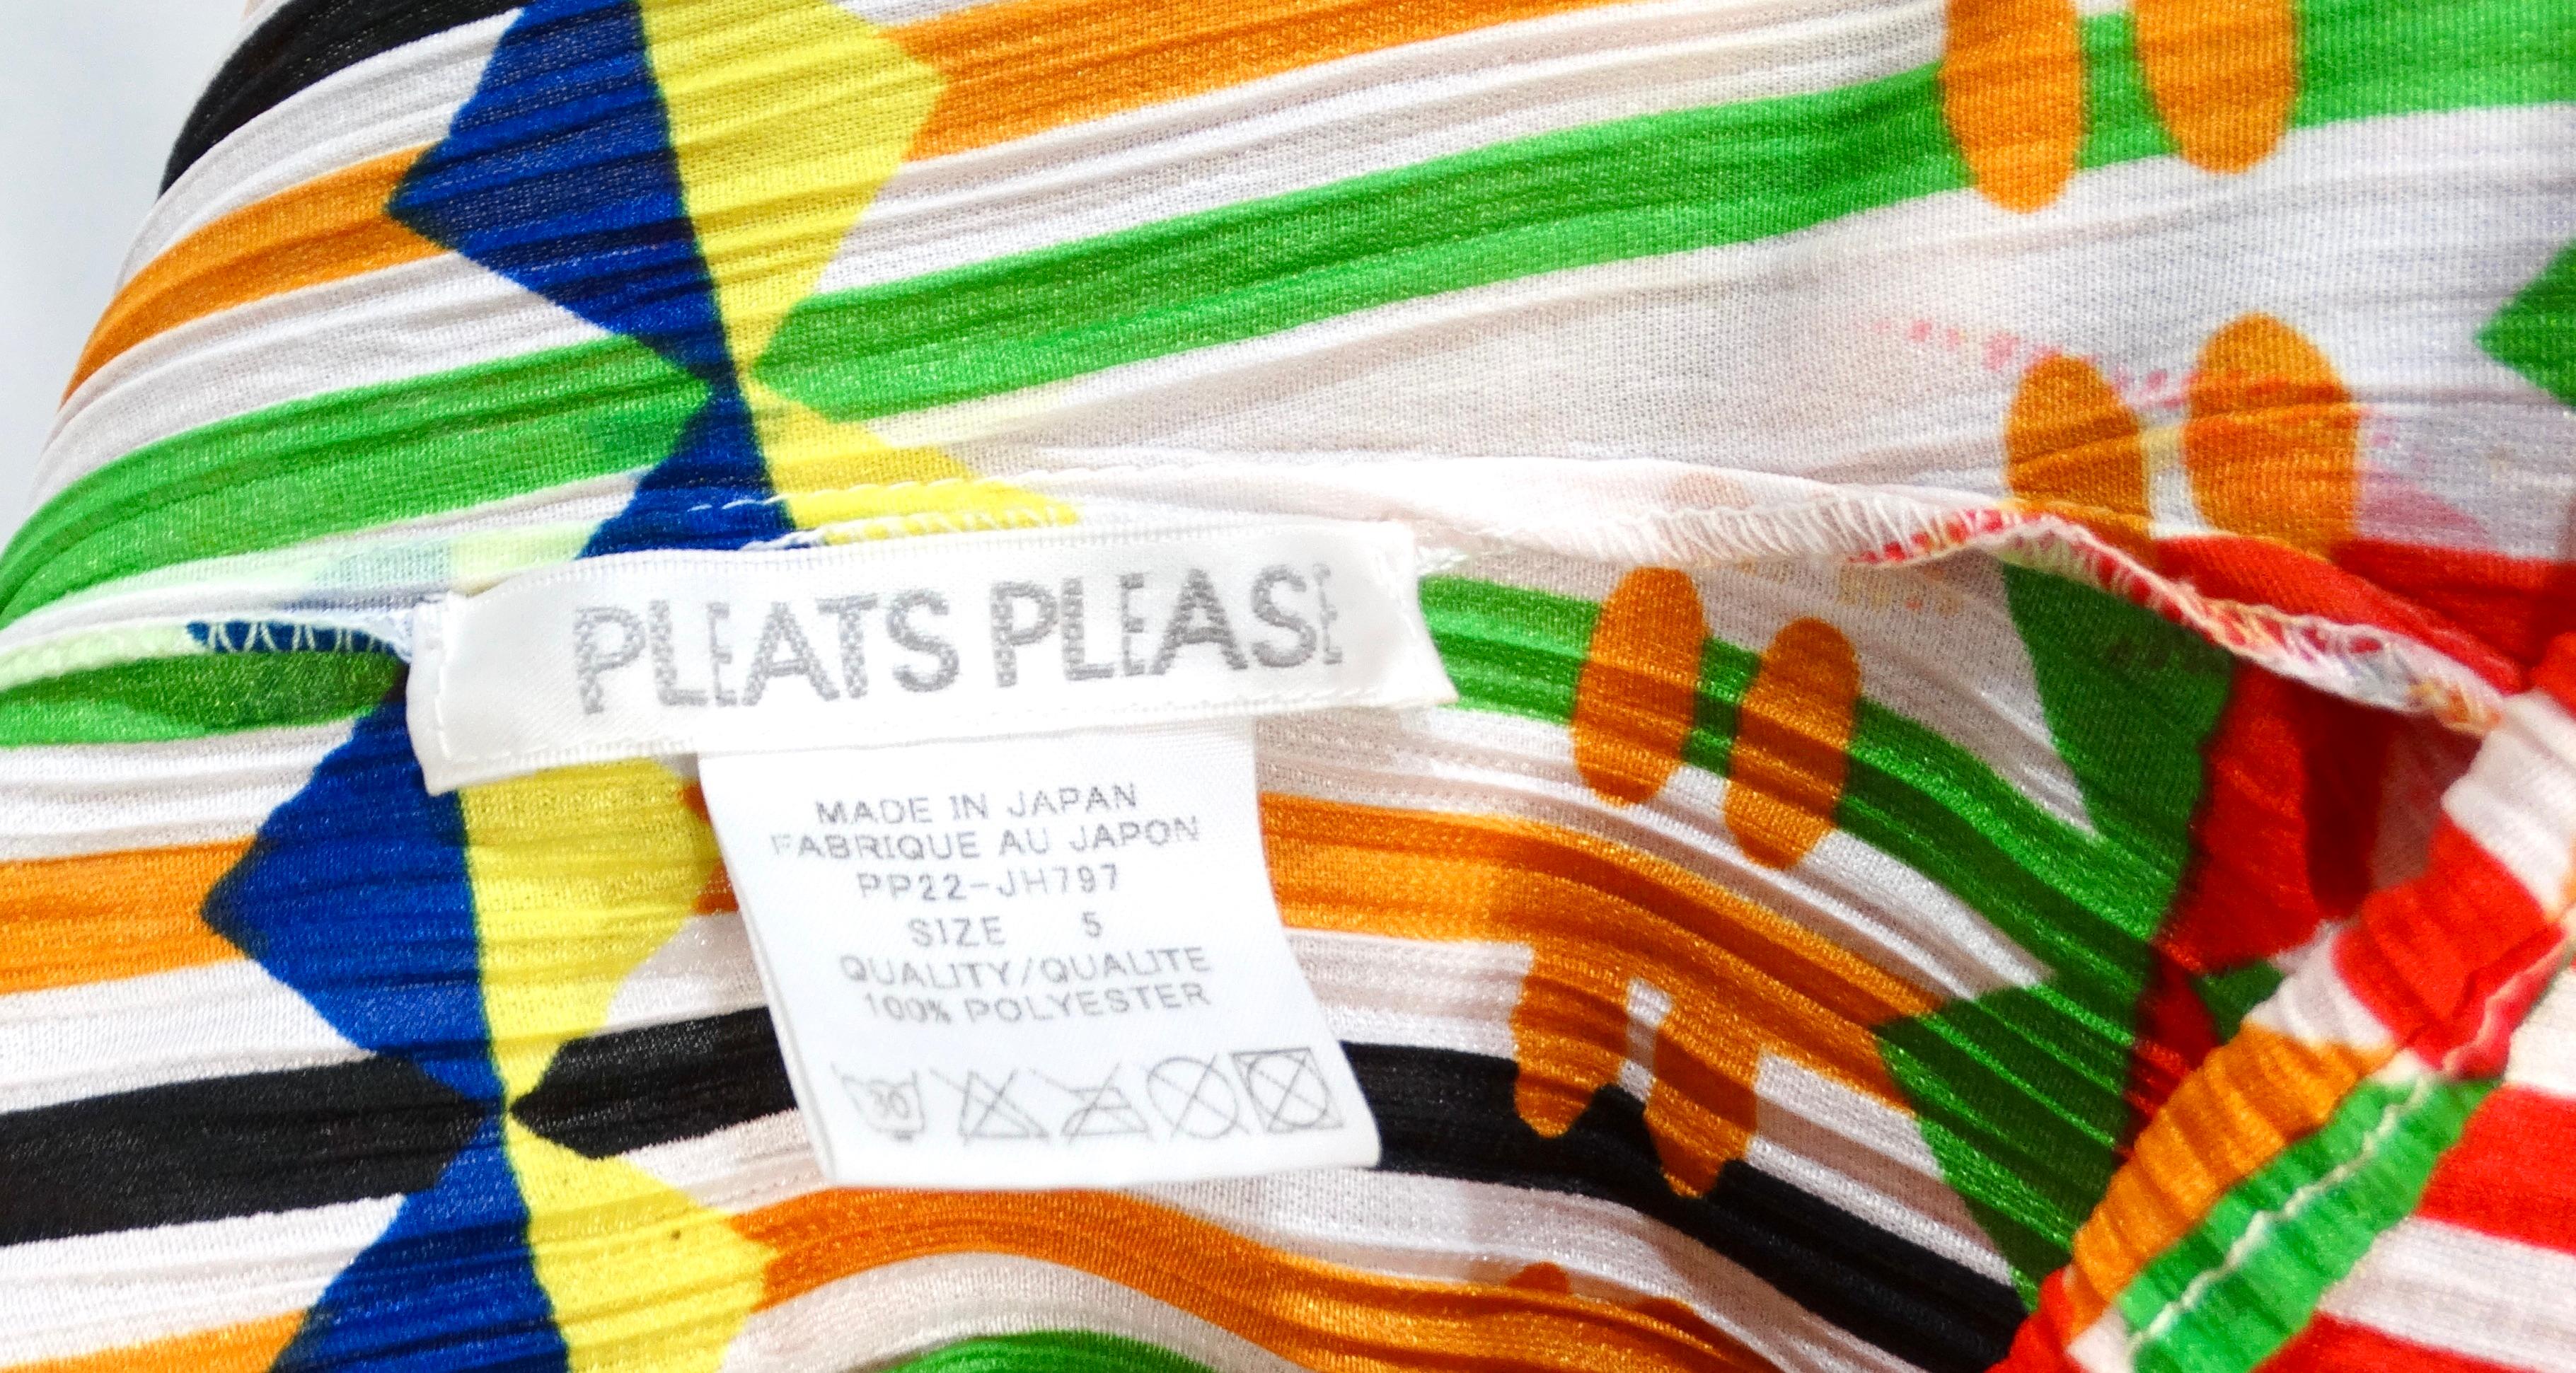 PLEATS PLEASE
MADE IN JAPAN
FABRIQUE AU JAPON
PP22-JH797
SIZE 5
QUALITY/QUALITE
100% POLYESTER
30